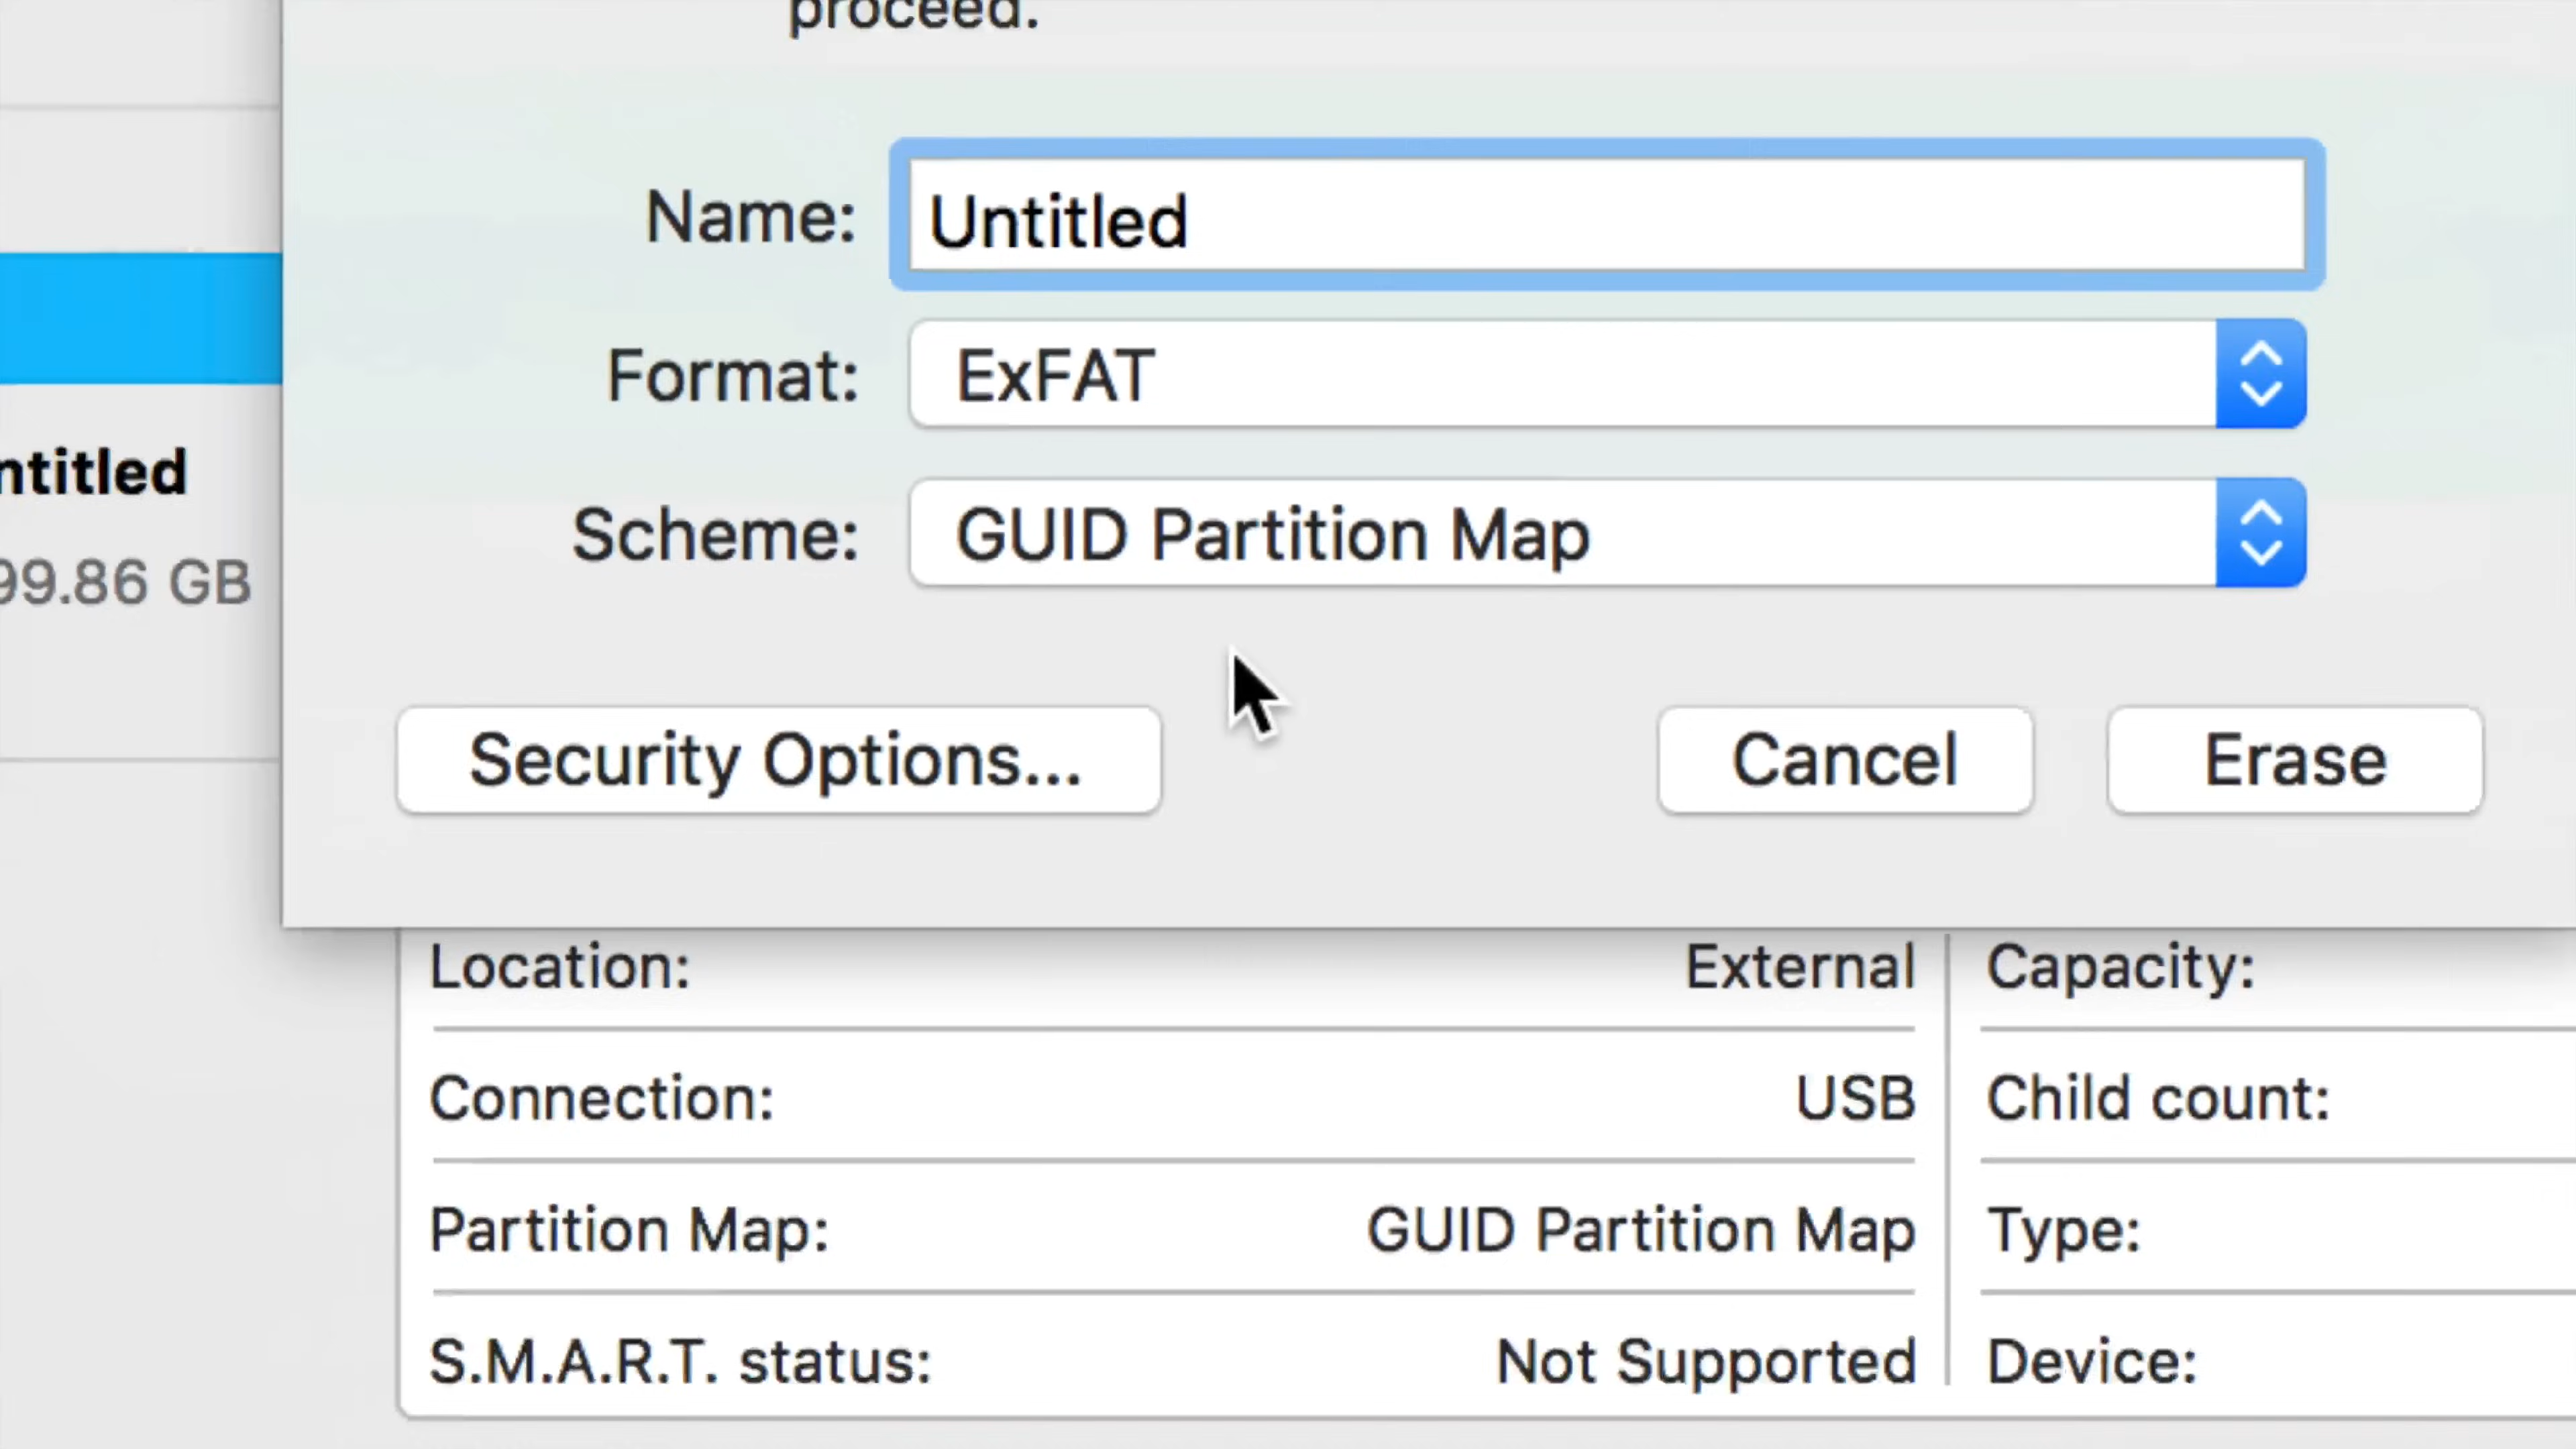 proceed.
Name: Untitled
Format: ExFAT
Scheme: GUID Partition Map
ntitled
99.86 GB
Security Options... Cancel Erase
Location: External Capacity:
Connection: USB Child count:
Partition Map: GUID Partition Map Type:
S.M.A.R.T. status: Not Supported Device: